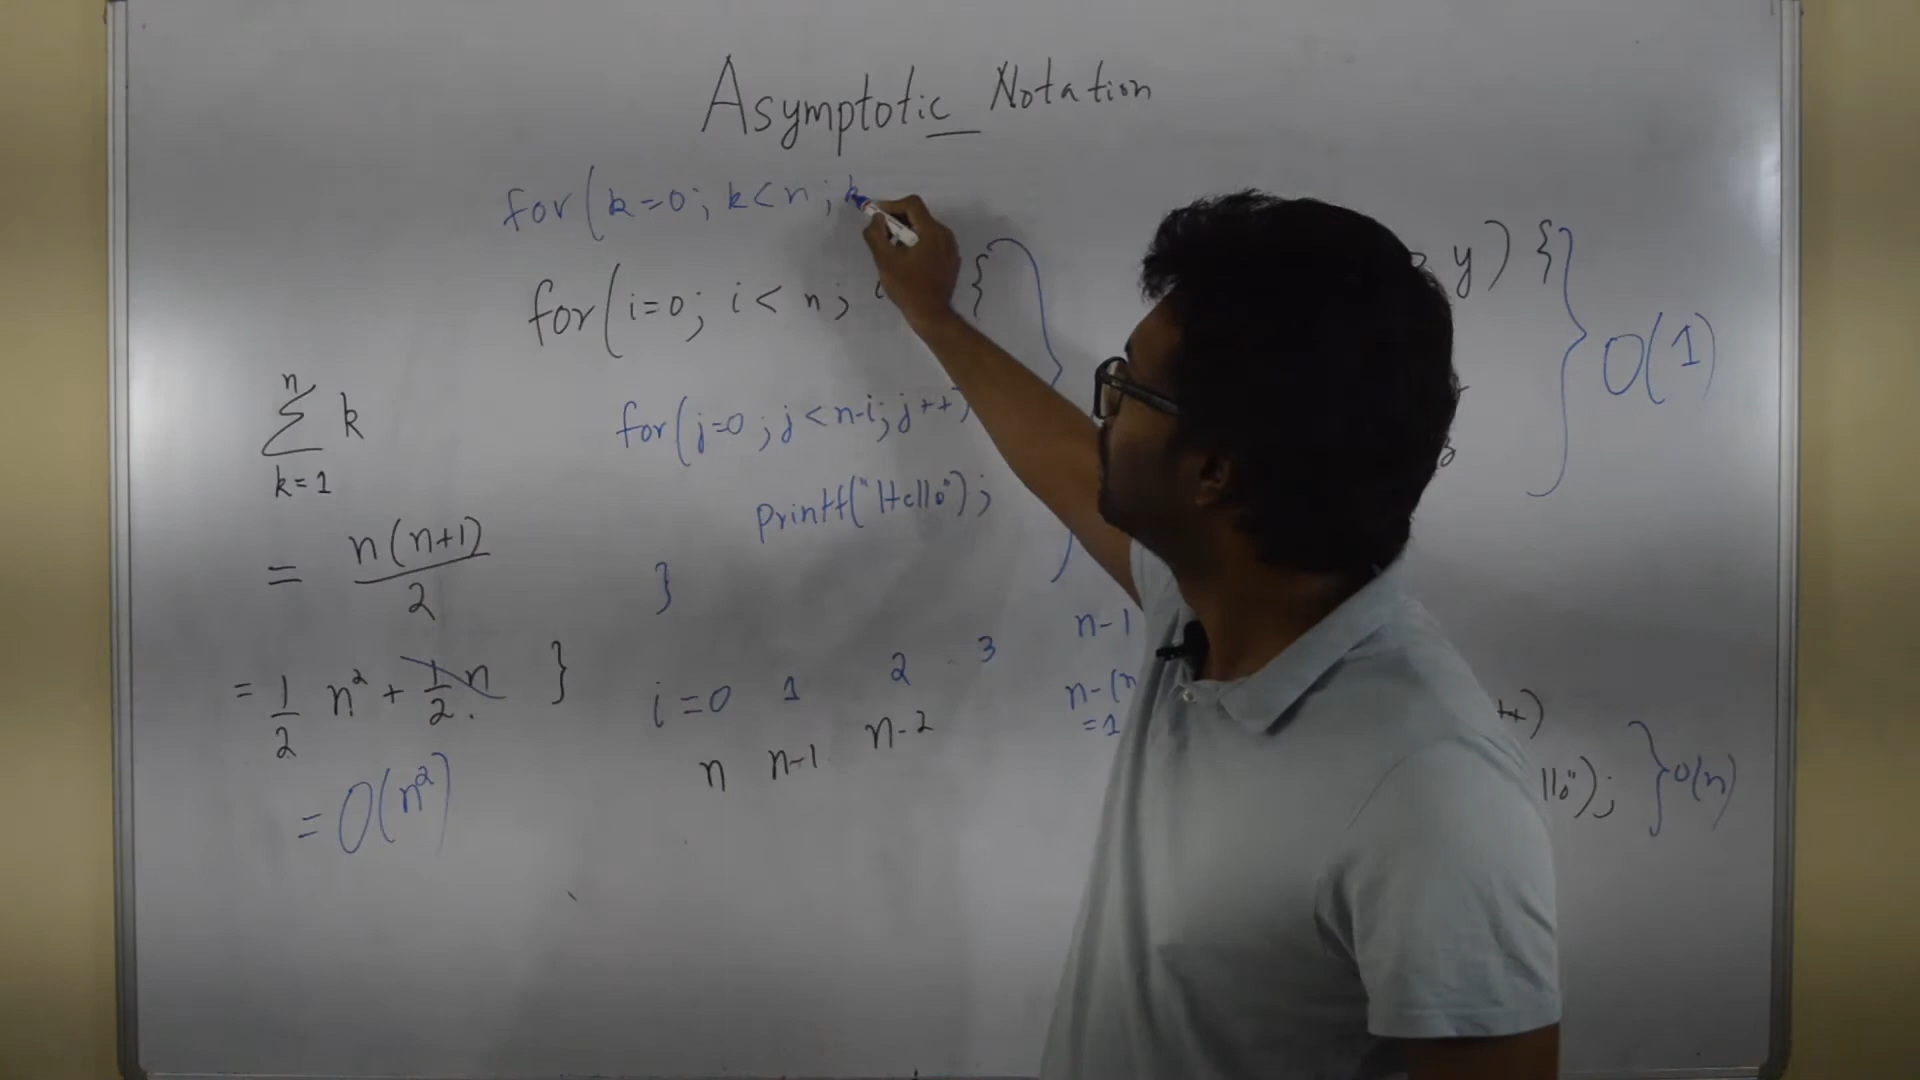 Asymptotic Notation
for(k=0; k<n; k
for(i=0; i<n; {
for(j=0; j<n-i; j++)
printf("Hello");
}
}
i=0 1 2 3 n-1
n n-1 n-2 n-(n
=1
n
Σ k
k=1
= n(n+1)
2
= 1/2 n² + 1/2 n
= O(n²)
y) {
} O(1)
++)
llo"); } O(n)